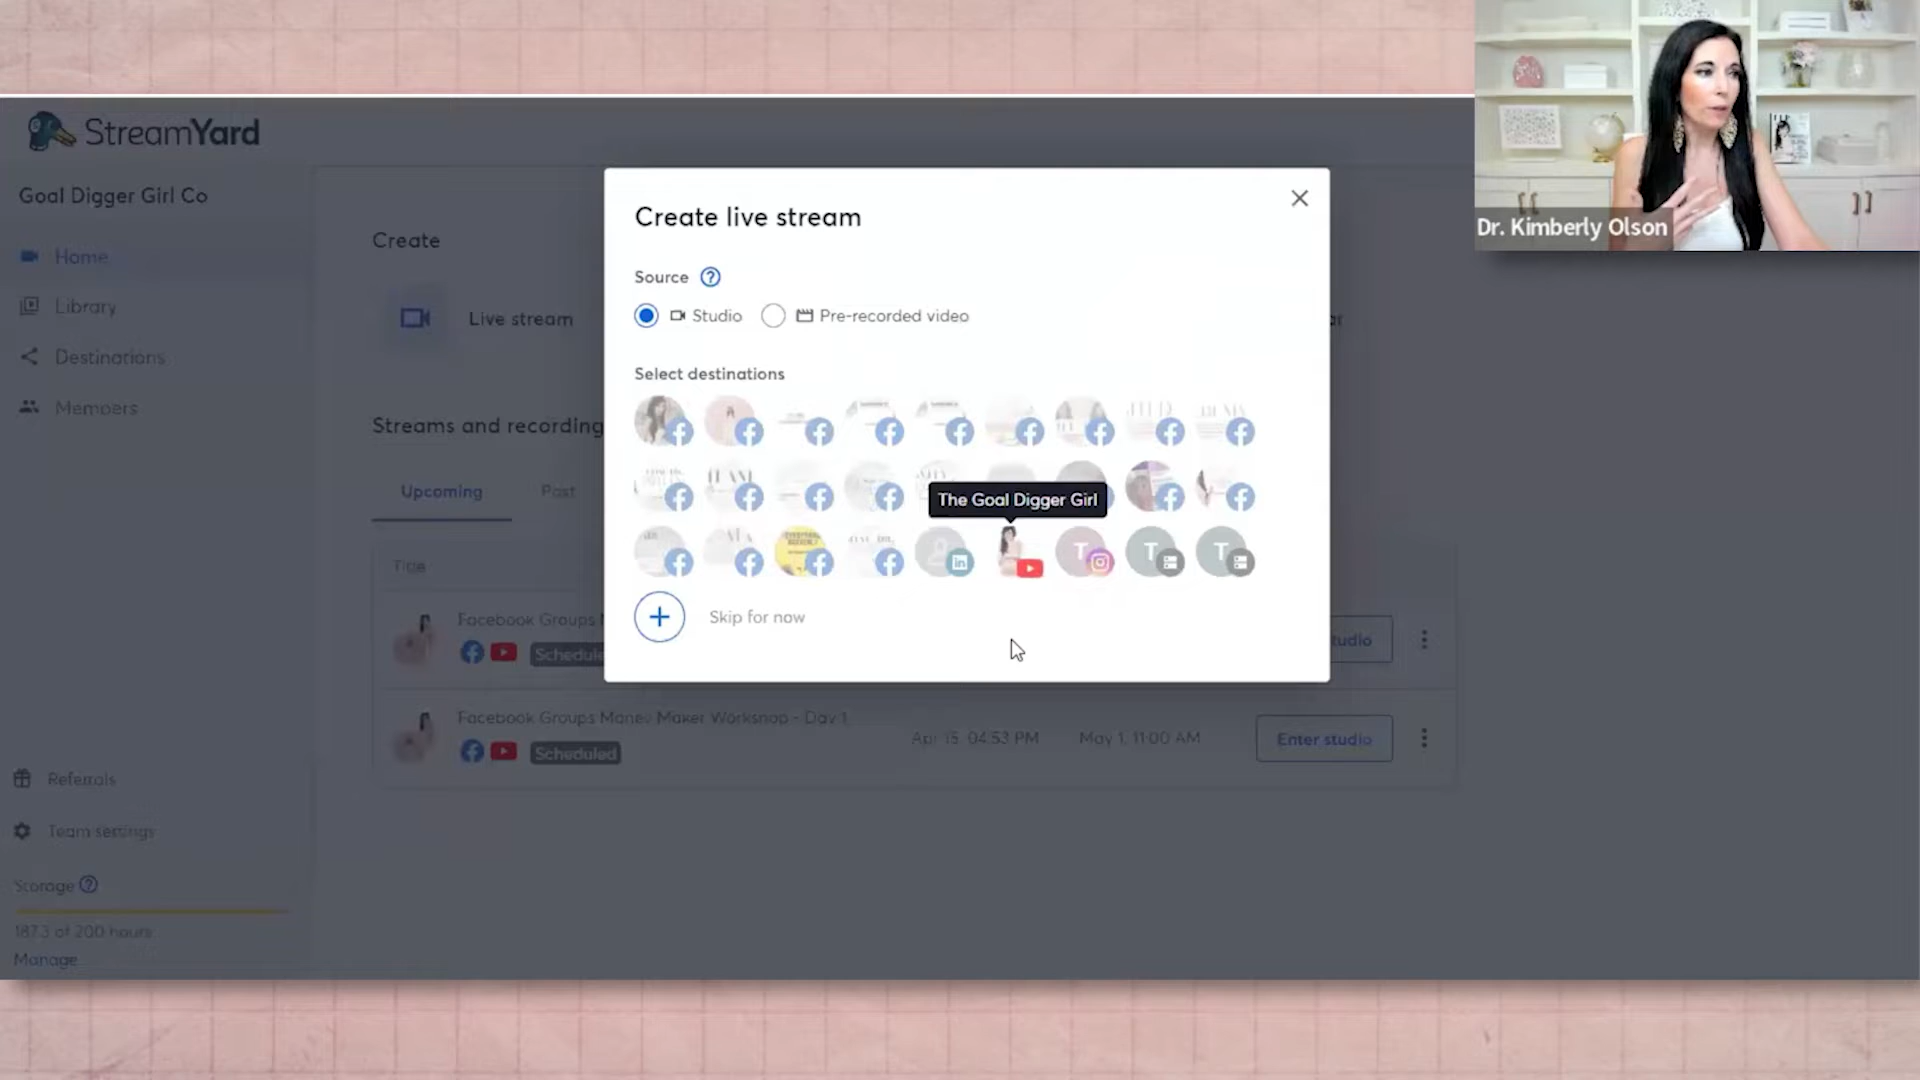 StreamYard
Goal Digger Girl Co
Home
Library
Destinations
Members
Referrals
Team settings
Storage
187.3 of 200 hours
Manage
Create
Live stream
Streams and recording
Upcoming
Past
Title
Facebook Groups
Schedule
Facebook Groups Money Maker Workshop - Day 1
Scheduled
Apr 15, 04:53 PM
May 1, 11:00 AM
Enter studio
Create live stream
Source
Studio
Pre-recorded video
Select destinations
The Goal Digger Girl
T
T
T
Skip for now
Dr. Kimberly Olson